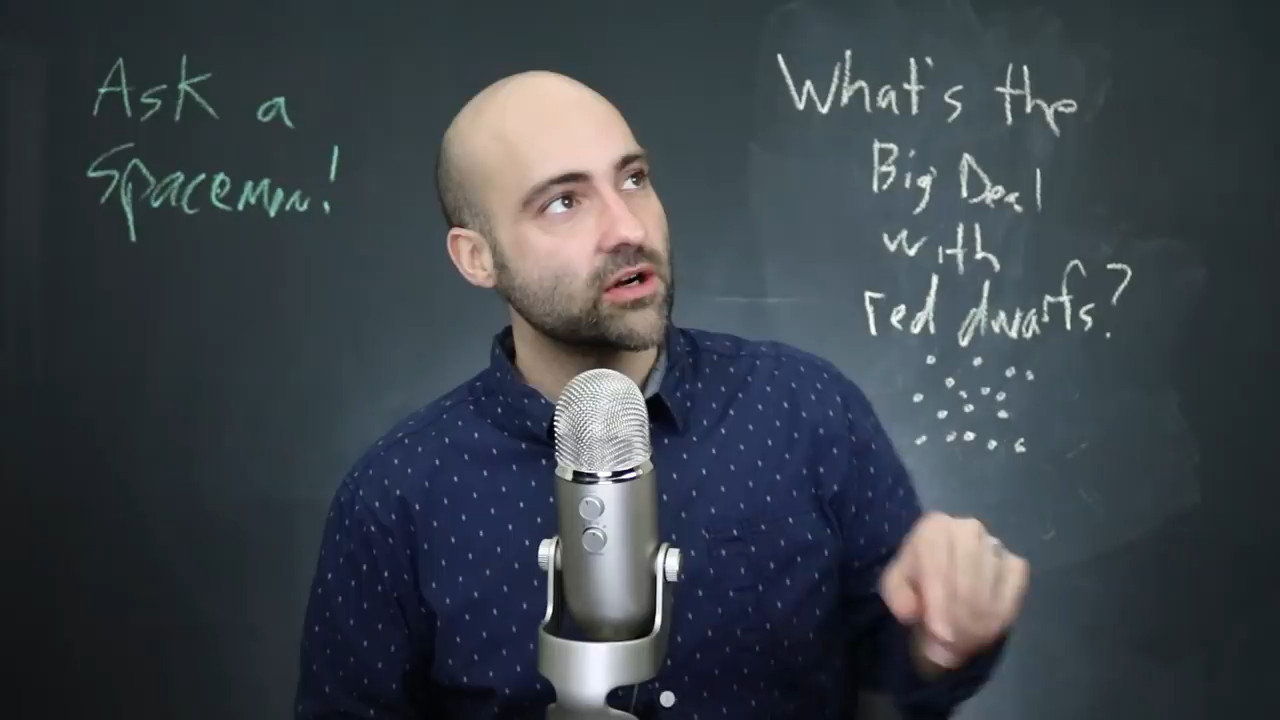 Ask a
Spaceman!
What's the
Big Deal
with
red dwarfs?